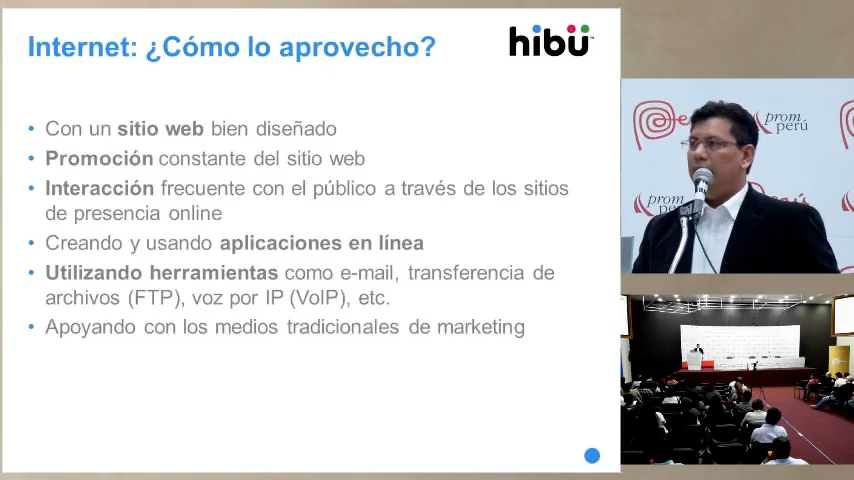 Internet: ¿Cómo lo aprovecho?
hibü™
• Con un sitio web bien diseñado
• Promoción constante del sitio web
• Interacción frecuente con el público a través de los sitios
de presencia online
• Creando y usando aplicaciones en línea
• Utilizando herramientas como e-mail, transferencia de
archivos (FTP), voz por IP (VoIP), etc.
• Apoyando con los medios tradicionales de marketing
prom
perú
prom